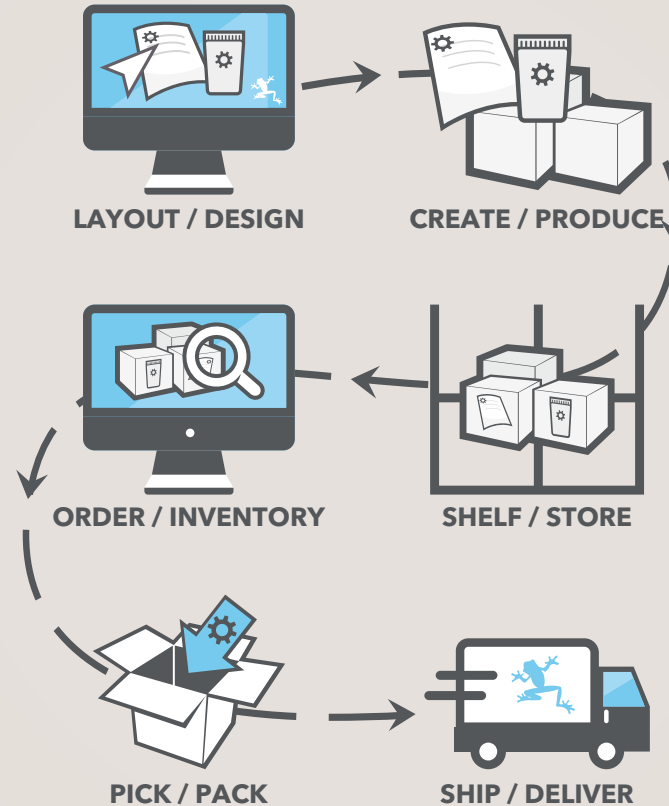 LAYOUT / DESIGN
CREATE / PRODUCE
ORDER / INVENTORY
SHELF / STORE
PICK / PACK
SHIP / DELIVER